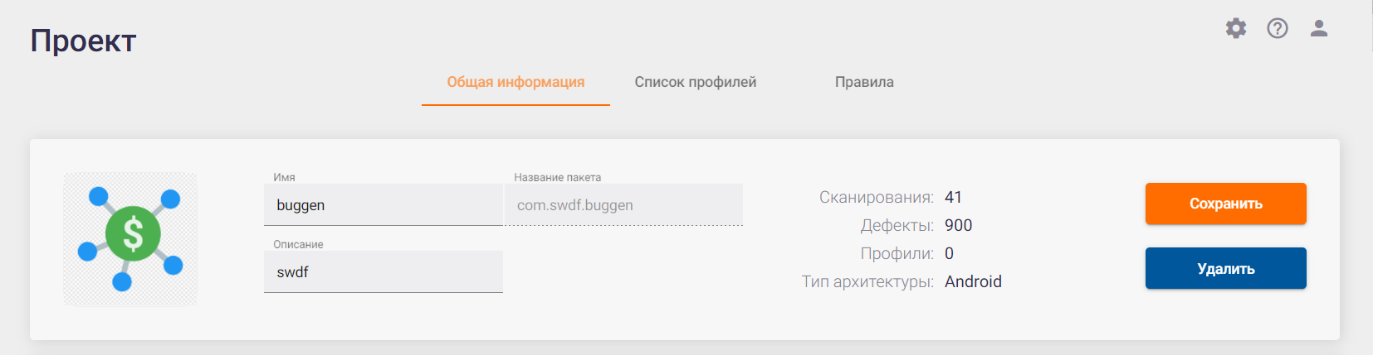 Проект
Общая информация
Список профилей
Правила
Имя
buggen
Название пакета
com.swdf.buggen
Описание
swdf
Сканирования: 41
Дефекты: 900
Профили: 0
Тип архитектуры: Android
Сохранить
Удалить
$